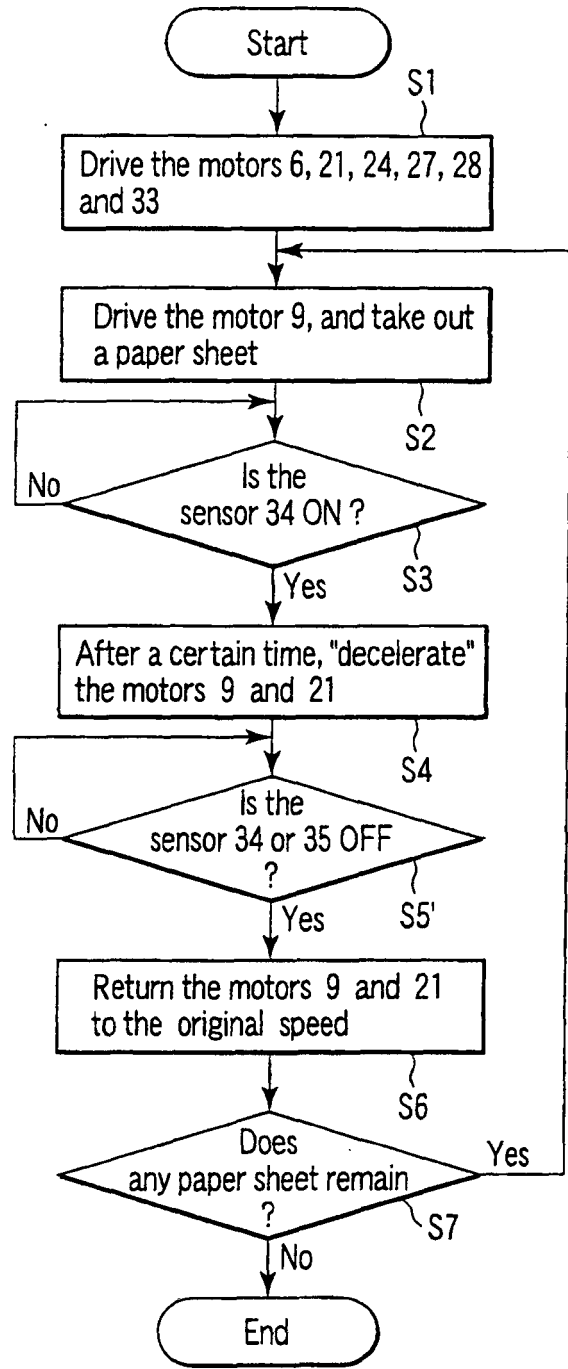 Start
S1
Drive the motors 6, 21, 24, 27, 28
and 33
Drive the motor 9, and take out
a paper sheet
S2
Is the
sensor 34 ON ?
No
S3
Yes
After a certain time, "decelerate"
the motors 9 and 21
S4
Is the
sensor 34 or 35 OFF
?
No
S5'
Yes
Return the motors 9 and 21
to the original speed
S6
Does
any paper sheet remain
?
Yes
S7
No
End